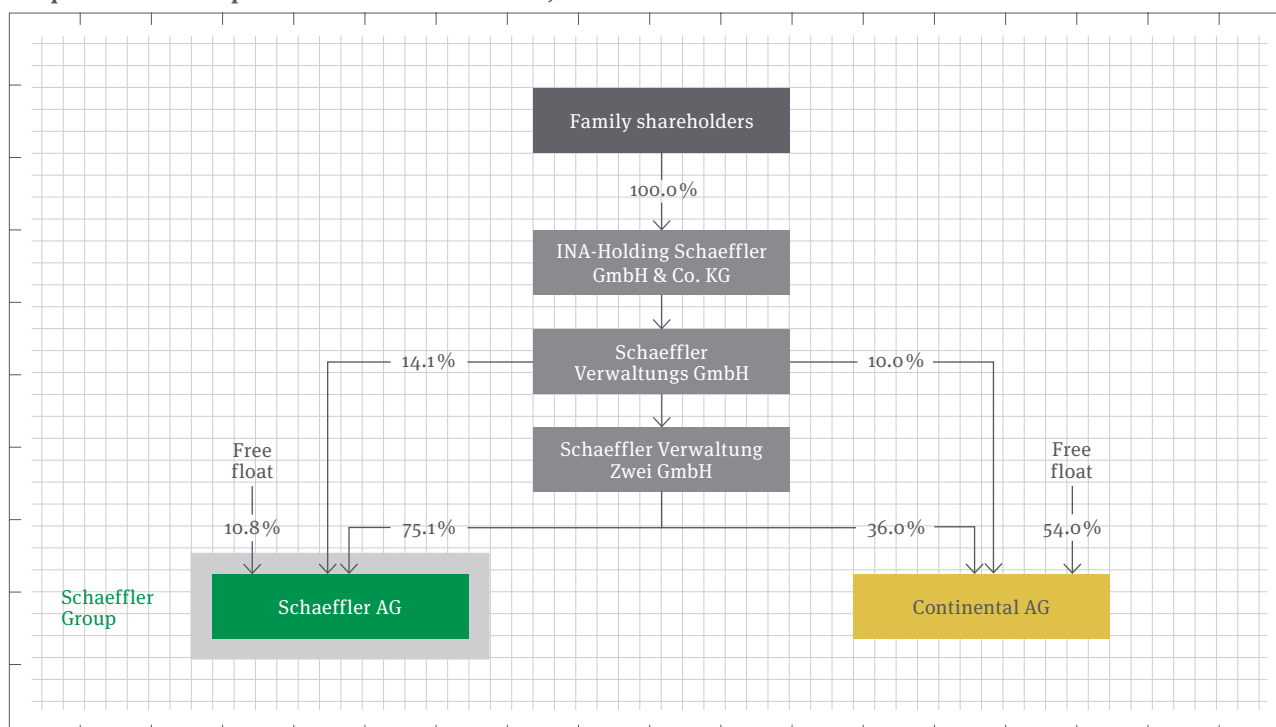 Family shareholders
100.0%
INA-Holding Schaeffler
GmbH & Co. KG
Schaeffler
Verwaltungs GmbH
14.1%
10.0%
Schaeffler Verwaltung
Zwei GmbH
Free
float
Free
float
10.8%
75.1%
36.0%
54.0%
Schaeffler
Group
Schaeffler AG
Continental AG